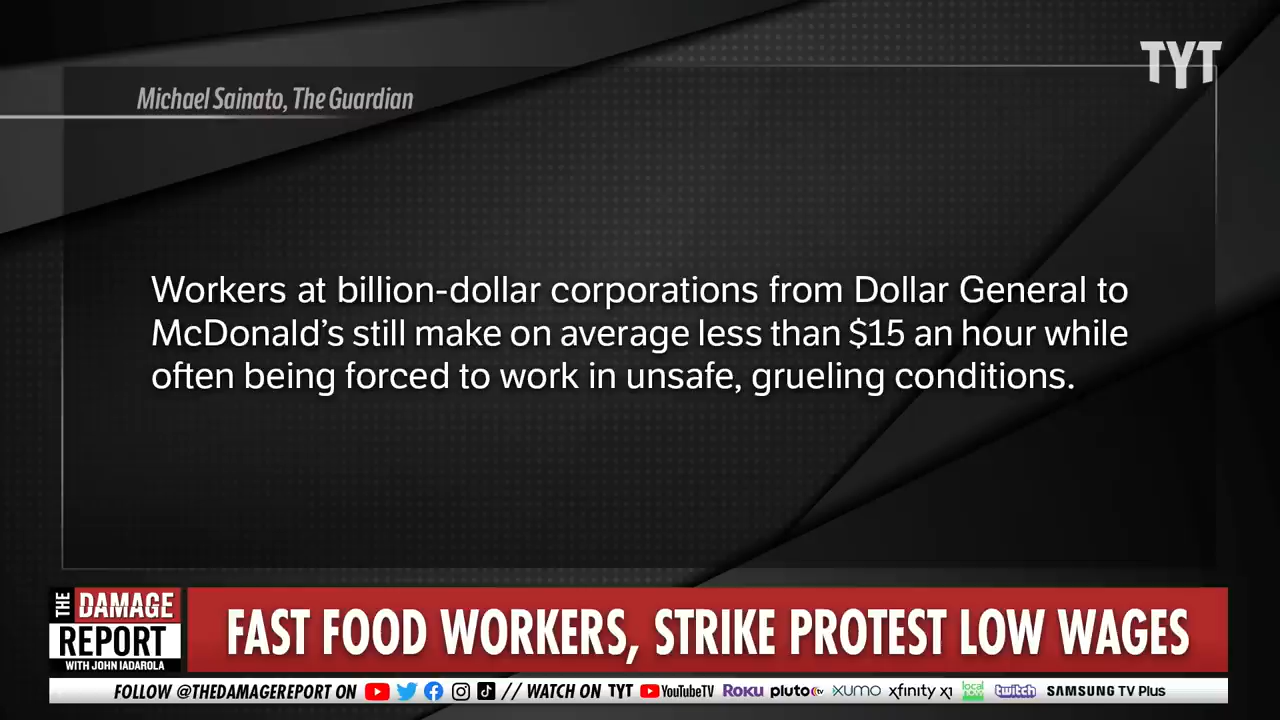 TYT
Michael Sainato, The Guardian
Workers at billion-dollar corporations from Dollar General to
McDonald's still make on average less than $15 an hour while
often being forced to work in unsafe, grueling conditions.
THE DAMAGE
REPORT
WITH JOHN IADAROLA
FAST FOOD WORKERS, STRIKE PROTEST LOW WAGES
FOLLOW @THEDAMAGEREPORT ON // WATCH ON TYT YouTubeTV ROKU pluto tv XUMO xfinity x1 local now twitch SAMSUNG TV Plus